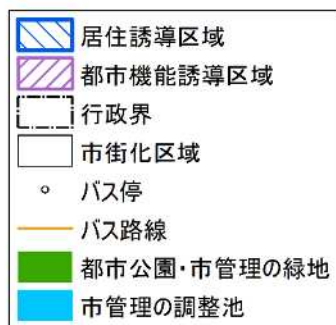 居住誘導区域
都市機能誘導区域
行政界
市街化区域
バス停
バス路線
都市公園・市管理の緑地
市管理の調整池